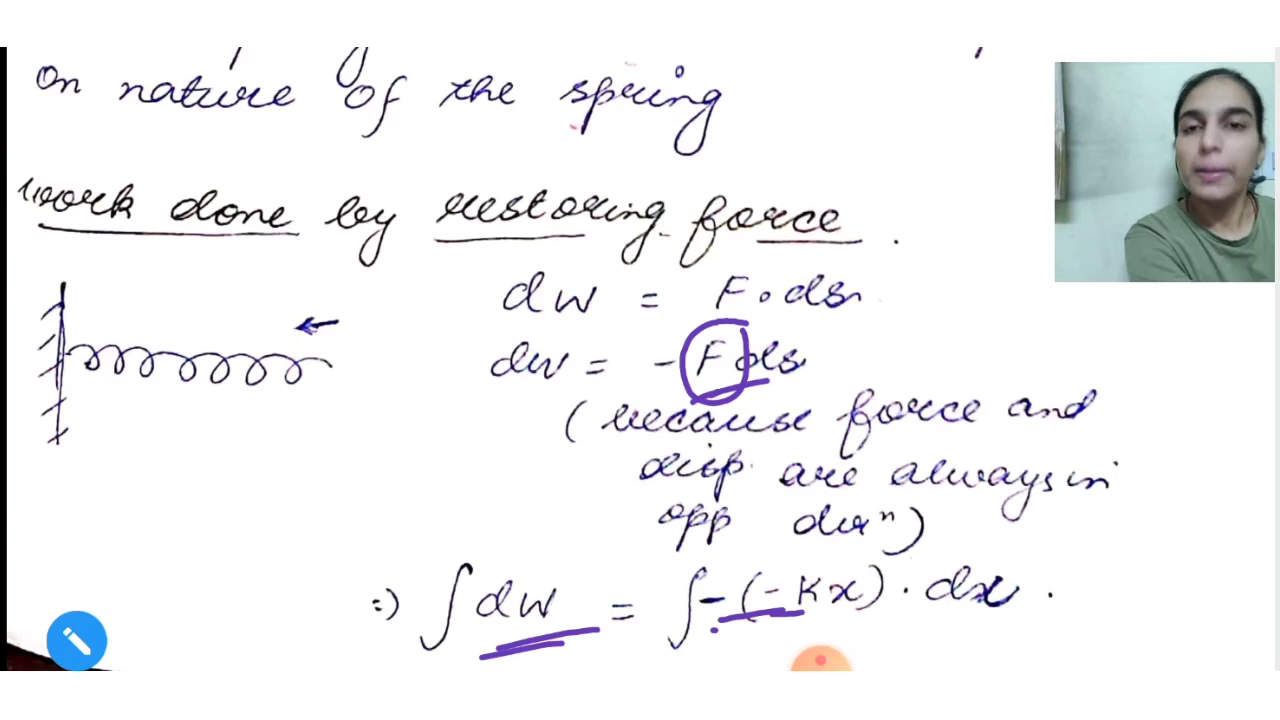 on nature of the spring
work done by restoring force.
dw = F.ds
dw = - F ds
(because force and
disp. are always in
opp dirⁿ)
=) ∫ dw = ∫ - (-Kx) . dx .